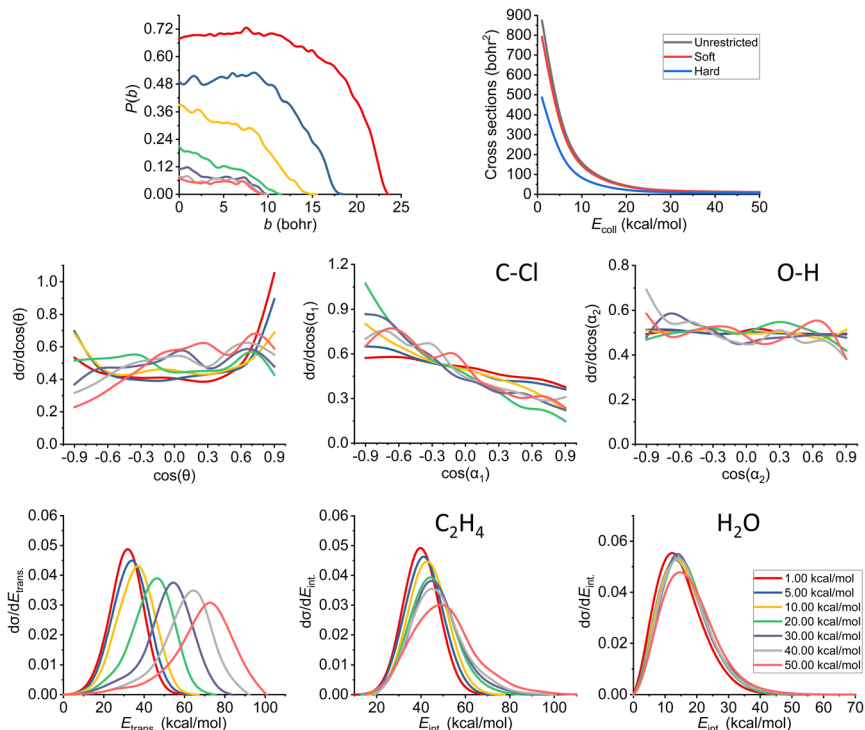 0.72
0.60
0.48
0.36
0.24
0.12
0.00
P(b)
0 5 10 15 20 25
b (bohr)
900
800
700
600
500
400
300
200
100
0
Cross sections (bohr²)
Unrestricted
Soft
Hard
0 10 20 30 40 50
E_coll (kcal/mol)
1.0
0.8
0.6
0.4
0.2
0.0
dσ/dcos(θ)
-0.9 -0.6 -0.3 0.0 0.3 0.6 0.9
cos(θ)
C-Cl
1.2
0.9
0.6
0.3
0.0
dσ/dcos(α₁)
-0.9 -0.6 -0.3 0.0 0.3 0.6 0.9
cos(α₁)
O-H
0.8
0.6
0.4
0.2
0.0
dσ/dcos(α₂)
-0.9 -0.6 -0.3 0.0 0.3 0.6 0.9
cos(α₂)
0.06
0.05
0.04
0.03
0.02
0.01
0.00
dσ/dE_trans.
0 20 40 60 80 100
E_trans. (kcal/mol)
C₂H₄
0.06
0.05
0.04
0.03
0.02
0.01
0.00
dσ/dE_int.
20 40 60 80 100
E_int. (kcal/mol)
H₂O
0.06
0.04
0.02
0.00
dσ/dE_int.
0 10 20 30 40 50 60 70
E_int. (kcal/mol)
1.00 kcal/mol
5.00 kcal/mol
10.00 kcal/mol
20.00 kcal/mol
30.00 kcal/mol
40.00 kcal/mol
50.00 kcal/mol